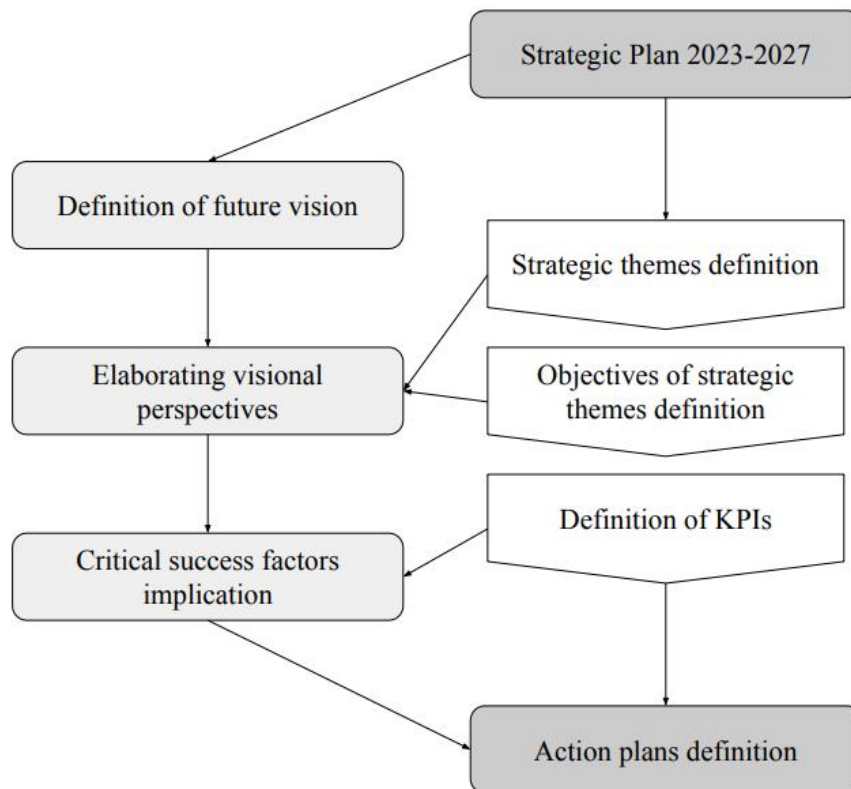 Strategic Plan 2023-2027
Definition of future vision
Strategic themes definition
Elaborating visional
perspectives
Objectives of strategic
themes definition
Definition of KPIs
Critical success factors
implication
Action plans definition